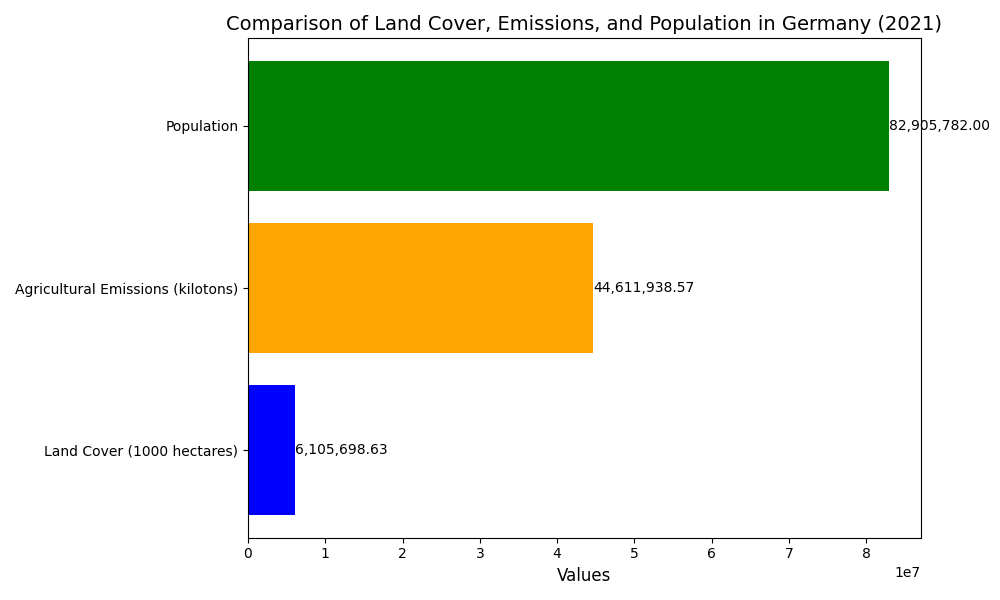 Comparison of Land Cover, Emissions, and Population in Germany (2021)
Population
82,905,782.00
Agricultural Emissions (kilotons)
44,611,938.57
Land Cover (1000 hectares)
6,105,698.63
0 1 2 3 4 5 6 7 8
1e7
Values